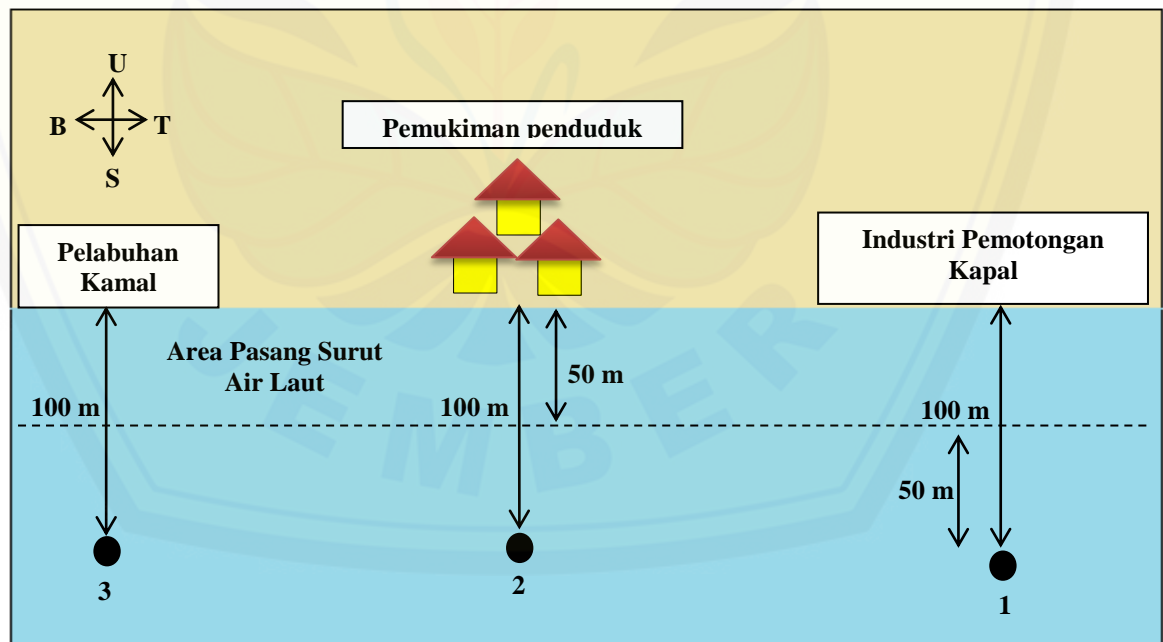 U
B
T
S
Pemukiman penduduk
Pelabuhan
Kamal
Industri Pemotongan
Kapal
Area Pasang Surut
Air Laut
50 m
100 m
100 m
100 m
50 m
3
2
1
JEMBER